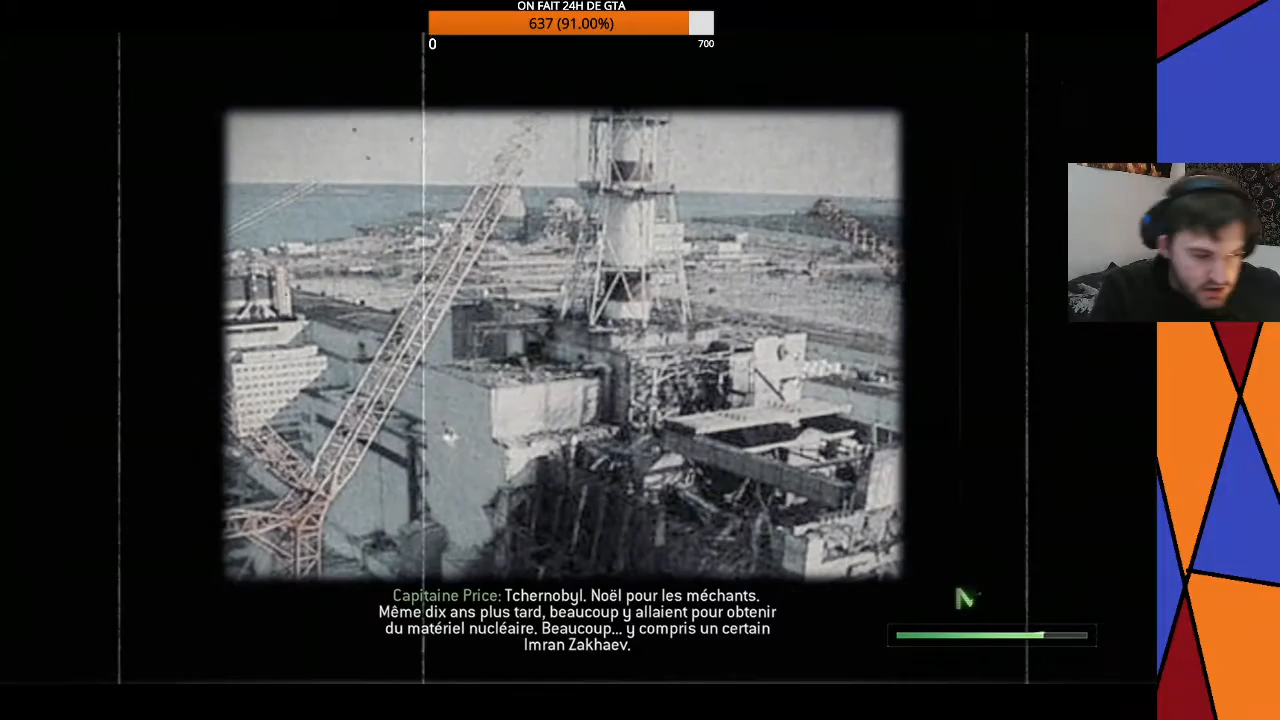 ON FAIT 24H DE GTA
637 (91.00%)
0
700
Capitaine Price: Tchernobyl. Noël pour les méchants.
Même dix ans plus tard, beaucoup y allaient pour obtenir
du matériel nucléaire. Beaucoup... y compris un certain
Imran Zakhaev.